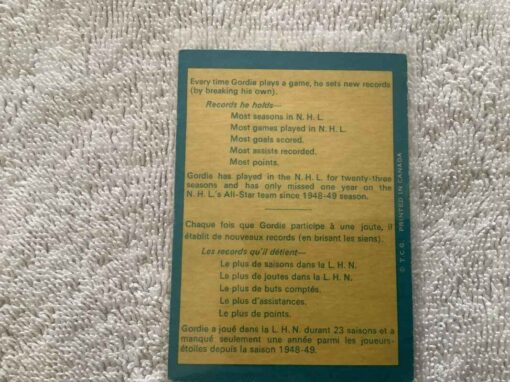 Every time Gordie plays a game, he sets new records
(by breaking his own).
Records he holds—
Most seasons in N. H. L.
Most games played in N. H. L.
Most goals scored.
Most assists recorded.
Most points.
Gordie has played in the N. H. L. for twenty-three
seasons and has only missed one year on the
N. H. L.'s All-Star team since 1948-49 season.
Chaque fois que Gordie participe à une joute, il
établit de nouveaux records (en brisant les siens).
Les records qu'il détient—
Le plus de saisons dans la L. H. N.
Le plus de joutes dans la L. H. N.
Le plus de buts comptés.
Le plus d'assistances.
Le plus de points.
Gordie a joué dans la L. H. N. durant 23 saisons et a
manqué seulement une année parmi les joueurs-
étoiles depuis la saison 1948-49.
© T. C. G. PRINTED IN CANADA